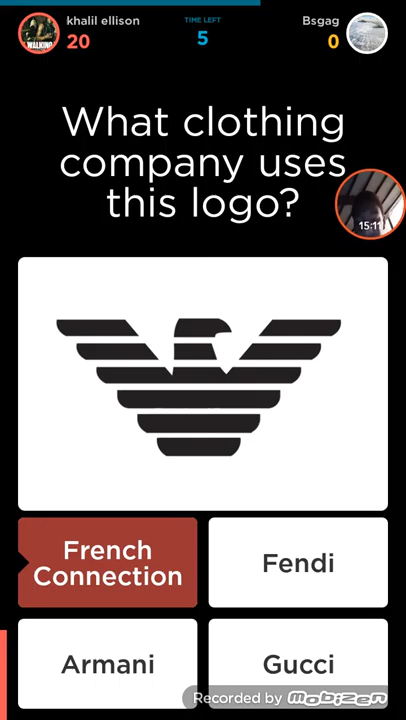 khalil ellison
20
TIME LEFT
5
Bsgag
0
What clothing
company uses
this logo?
15:11
French
Connection
Fendi
Armani
Gucci
Recorded by mobizen